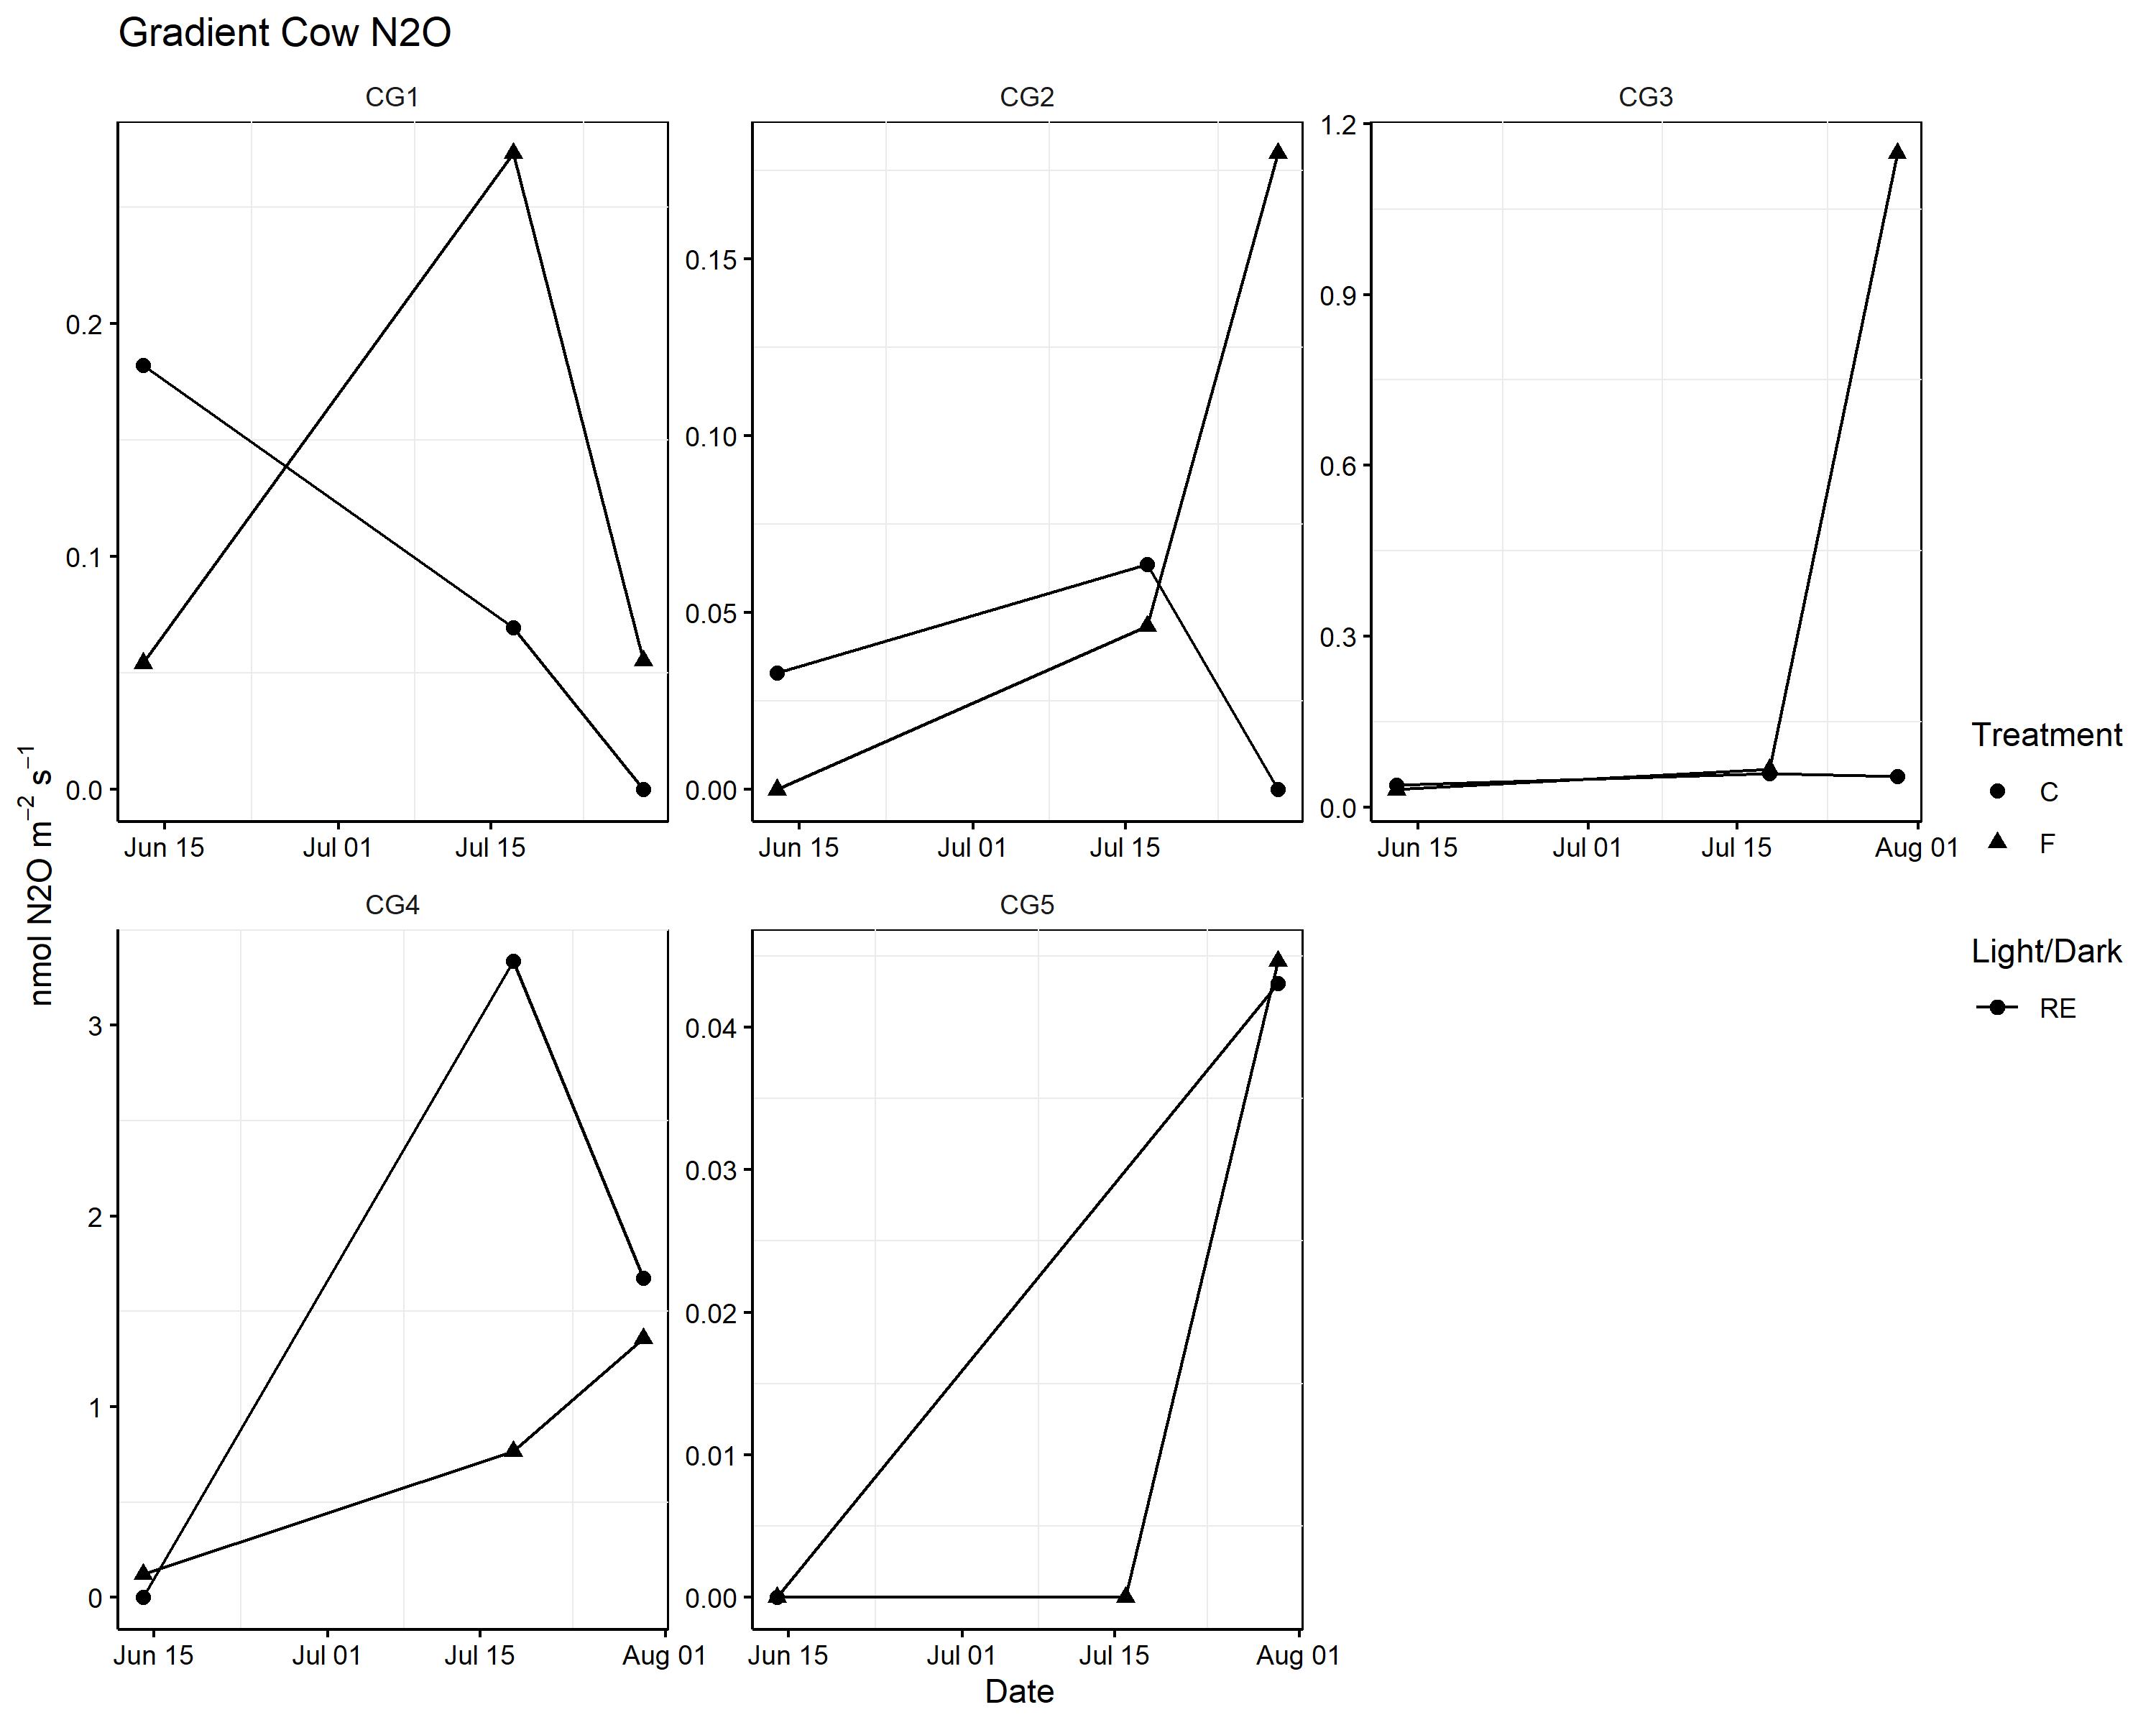 Gradient Cow N2O
CG1
CG2
CG3
0.2
0.1
0.0
Jun 15
Jul 01
Jul 15
0.15
0.10
0.05
0.00
Jun 15
Jul 01
Jul 15
1.2
0.9
0.6
0.3
0.0
Jun 15
Jul 01
Jul 15
Aug 01
nmol N2O m−2 s−1
CG4
CG5
3
2
1
0
Jun 15
Jul 01
Jul 15
Aug 01
0.04
0.03
0.02
0.01
0.00
Jun 15
Jul 01
Jul 15
Aug 01
Date
Treatment
C
F
Light/Dark
RE